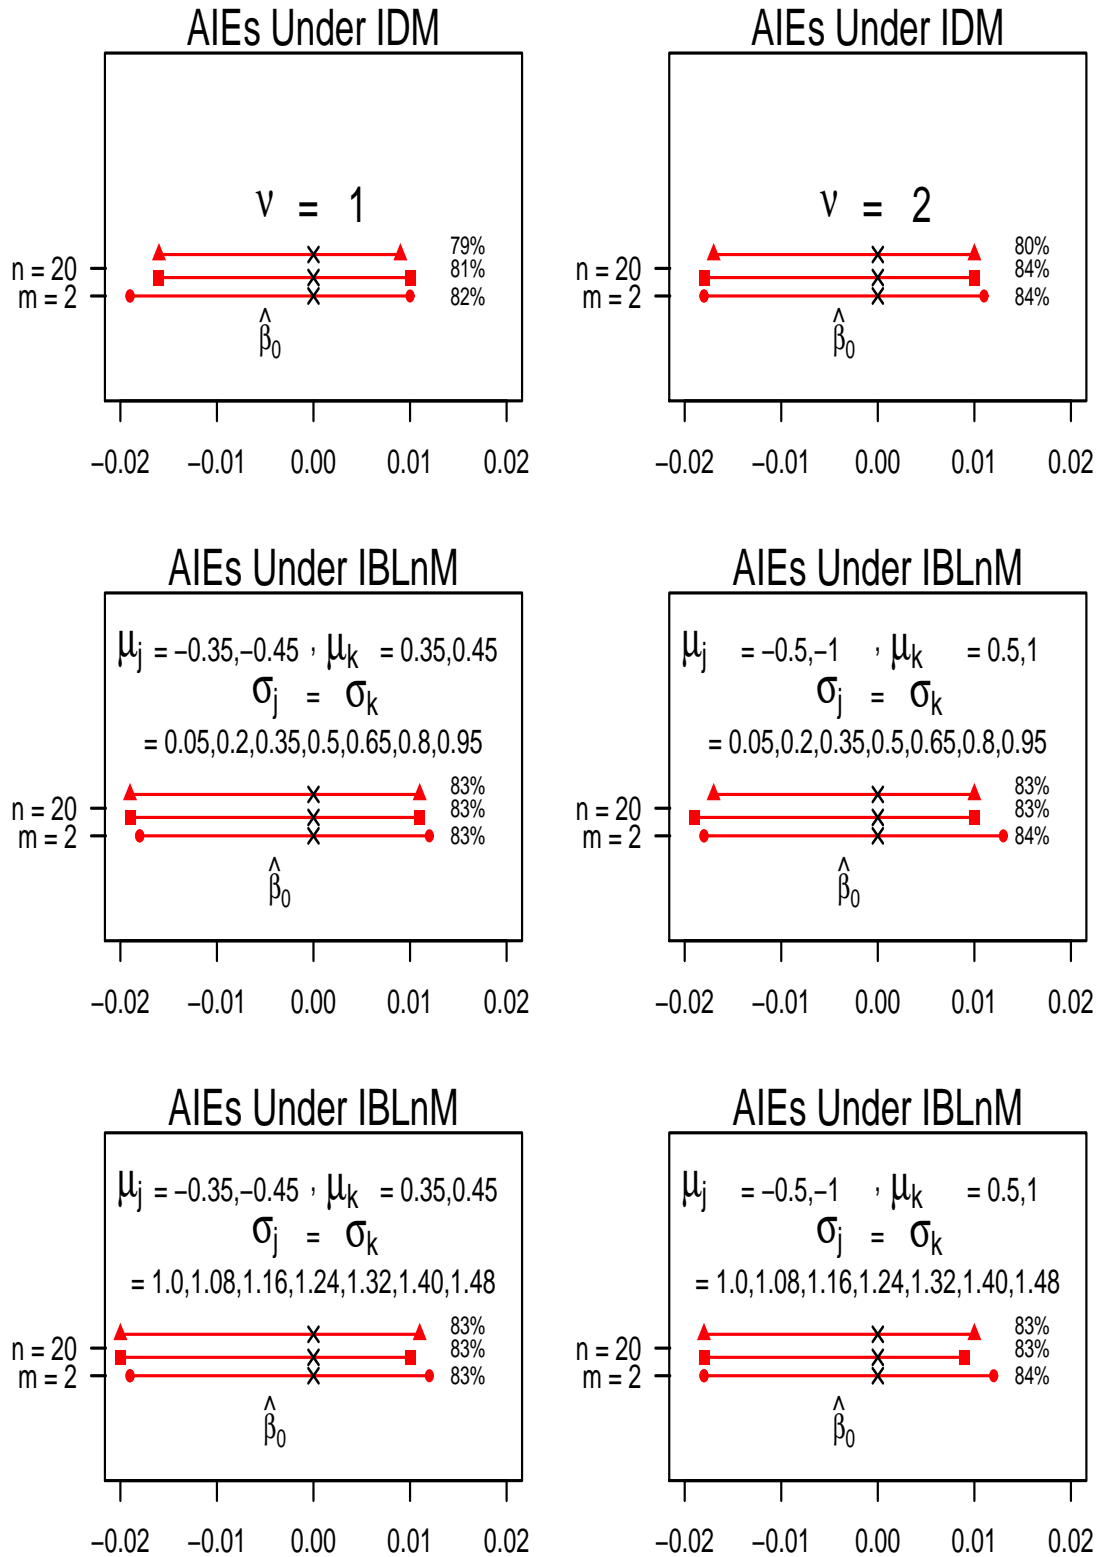 AIEs Under IDM
ν = 1
79%
n = 20
81%
m = 2
82%
β̂0
−0.02 −0.01 0.00 0.01 0.02
AIEs Under IDM
ν = 2
80%
n = 20
84%
m = 2
84%
β̂0
−0.02 −0.01 0.00 0.01 0.02
AIEs Under IBLnM
μj = −0.35,−0.45 , μk = 0.35,0.45
σj = σk
= 0.05,0.2,0.35,0.5,0.65,0.8,0.95
83%
n = 20
83%
m = 2
83%
β̂0
−0.02 −0.01 0.00 0.01 0.02
AIEs Under IBLnM
μj = −0.5,−1 , μk = 0.5,1
σj = σk
= 0.05,0.2,0.35,0.5,0.65,0.8,0.95
83%
n = 20
83%
m = 2
84%
β̂0
−0.02 −0.01 0.00 0.01 0.02
AIEs Under IBLnM
μj = −0.35,−0.45 , μk = 0.35,0.45
σj = σk
= 1.0,1.08,1.16,1.24,1.32,1.40,1.48
83%
n = 20
83%
m = 2
83%
β̂0
−0.02 −0.01 0.00 0.01 0.02
AIEs Under IBLnM
μj = −0.5,−1 , μk = 0.5,1
σj = σk
= 1.0,1.08,1.16,1.24,1.32,1.40,1.48
83%
n = 20
83%
m = 2
84%
β̂0
−0.02 −0.01 0.00 0.01 0.02